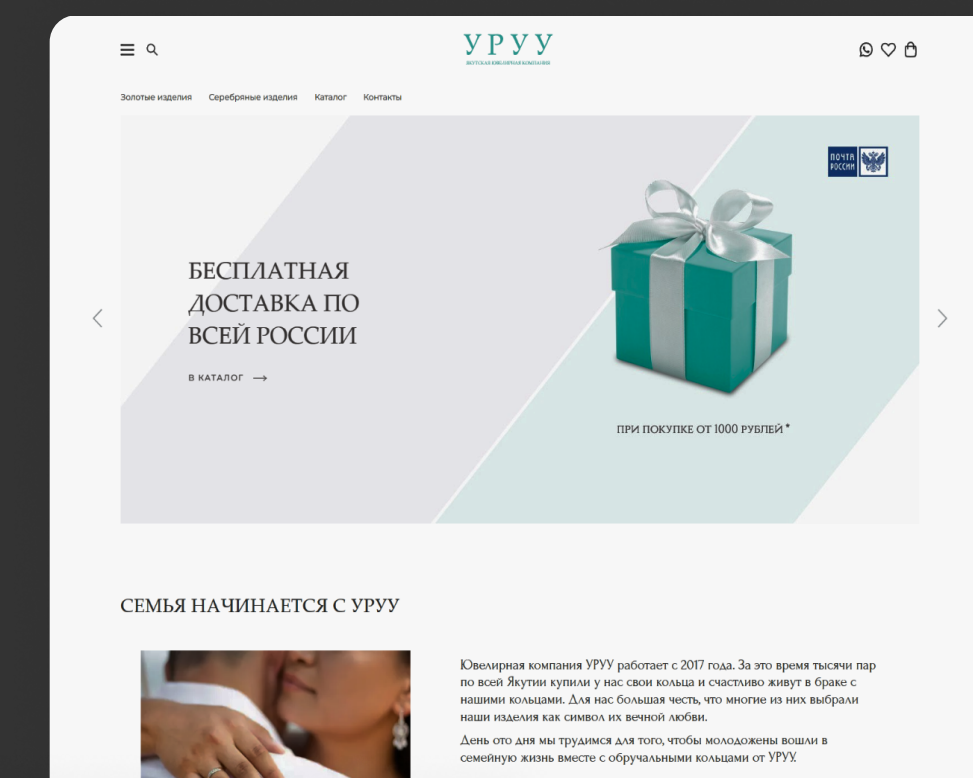 УРУУ
ЯКУТСКАЯ ЮВЕЛИРНАЯ КОМПАНИЯ
Золотые изделия Серебряные изделия Каталог Контакты
ПОЧТА
РОССИИ
БЕСПЛАТНАЯ
ДОСТАВКА ПО
ВСЕЙ РОССИИ
В КАТАЛОГ
ПРИ ПОКУПКЕ ОТ 1000 РУБЛЕЙ *
СЕМЬЯ НАЧИНАЕТСЯ С УРУУ
Ювелирная компания УРУУ работает с 2017 года. За это время тысячи пар
по всей Якутии купили у нас свои кольца и счастливо живут в браке с
нашими кольцами. Для нас большая честь, что многие из них выбрали
наши изделия как символ их вечной любви.
День ото дня мы трудимся для того, чтобы молодожены вошли в
семейную жизнь вместе с обручальными кольцами от УРУУ.